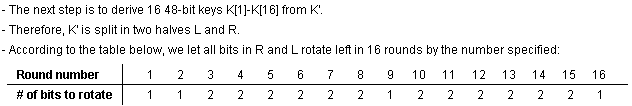 - The next step is to derive 16 48-bit keys K[1]-K[16] from K'.
- Therefore, K' is split in two halves L and R.
- According to the table below, we let all bits in R and L rotate left in 16 rounds by the number specified:
Round number 1 2 3 4 5 6 7 8 9 10 11 12 13 14 15 16
# of bits to rotate 1 1 2 2 2 2 2 2 1 2 2 2 2 2 2 1